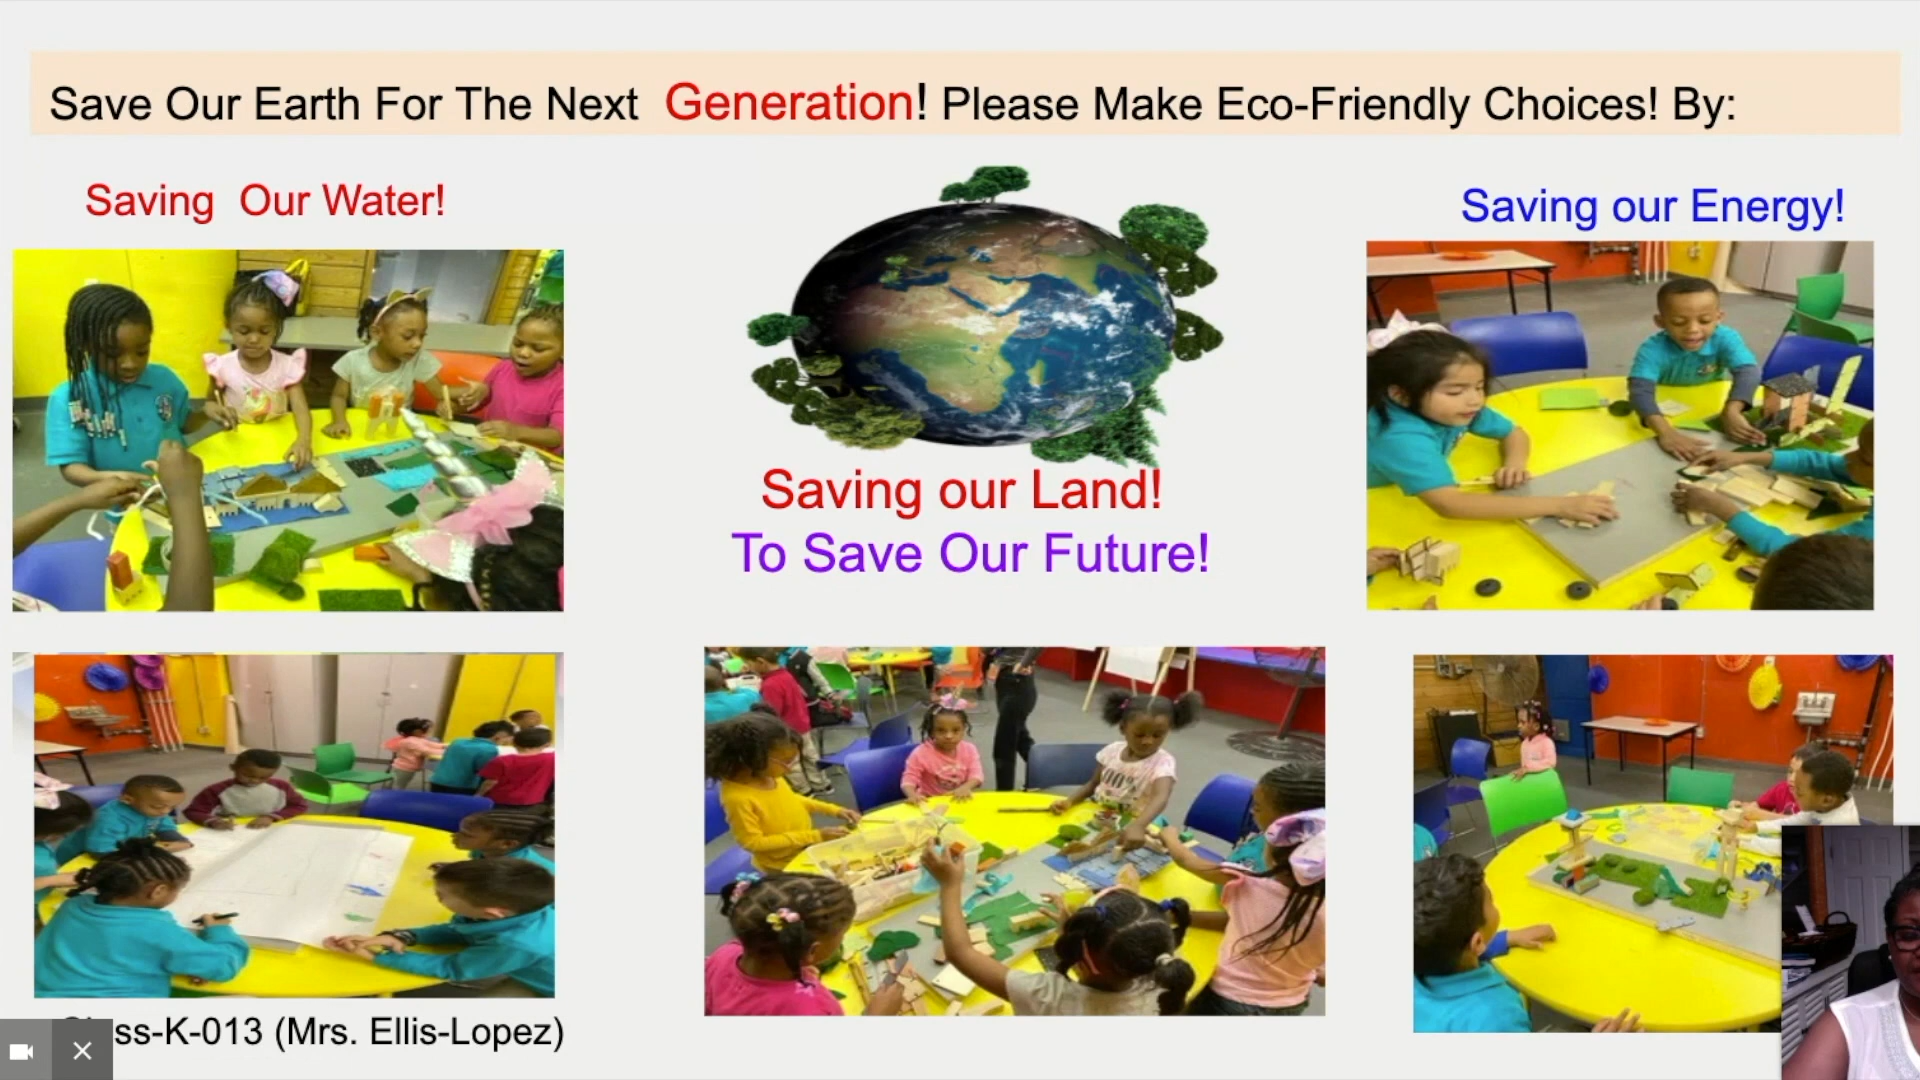 Save Our Earth For The Next Generation! Please Make Eco-Friendly Choices! By:
Saving Our Water!
Saving our Energy!
Saving our Land!
To Save Our Future!
ss-K-013 (Mrs. Ellis-Lopez)